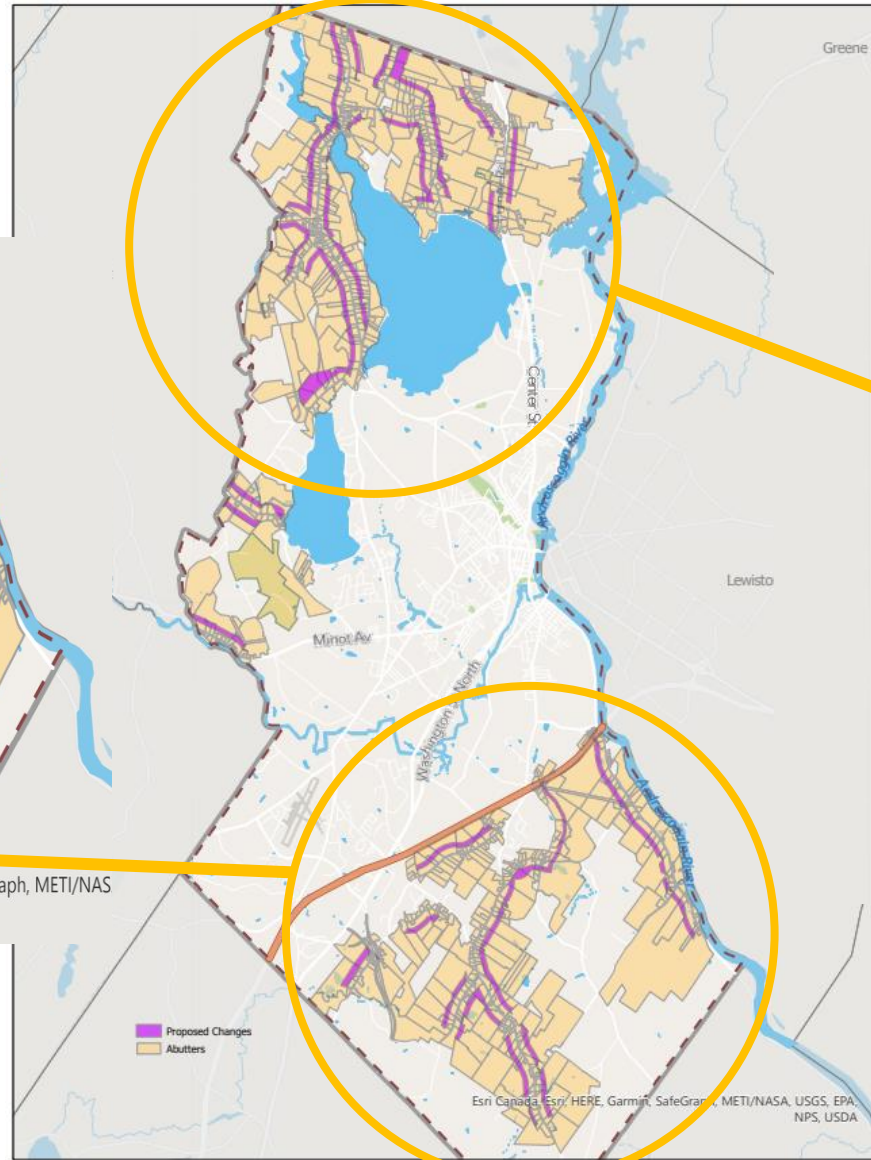 Greene
Center St
Androscoggin River
Lewisto
Minot Av
Washington St North
Androscoggin River
aph, METI/NAS
Proposed Changes
Abutters
Esri Canada, Esri, HERE, Garmin, SafeGraph, METI/NASA, USGS, EPA,
NPS, USDA